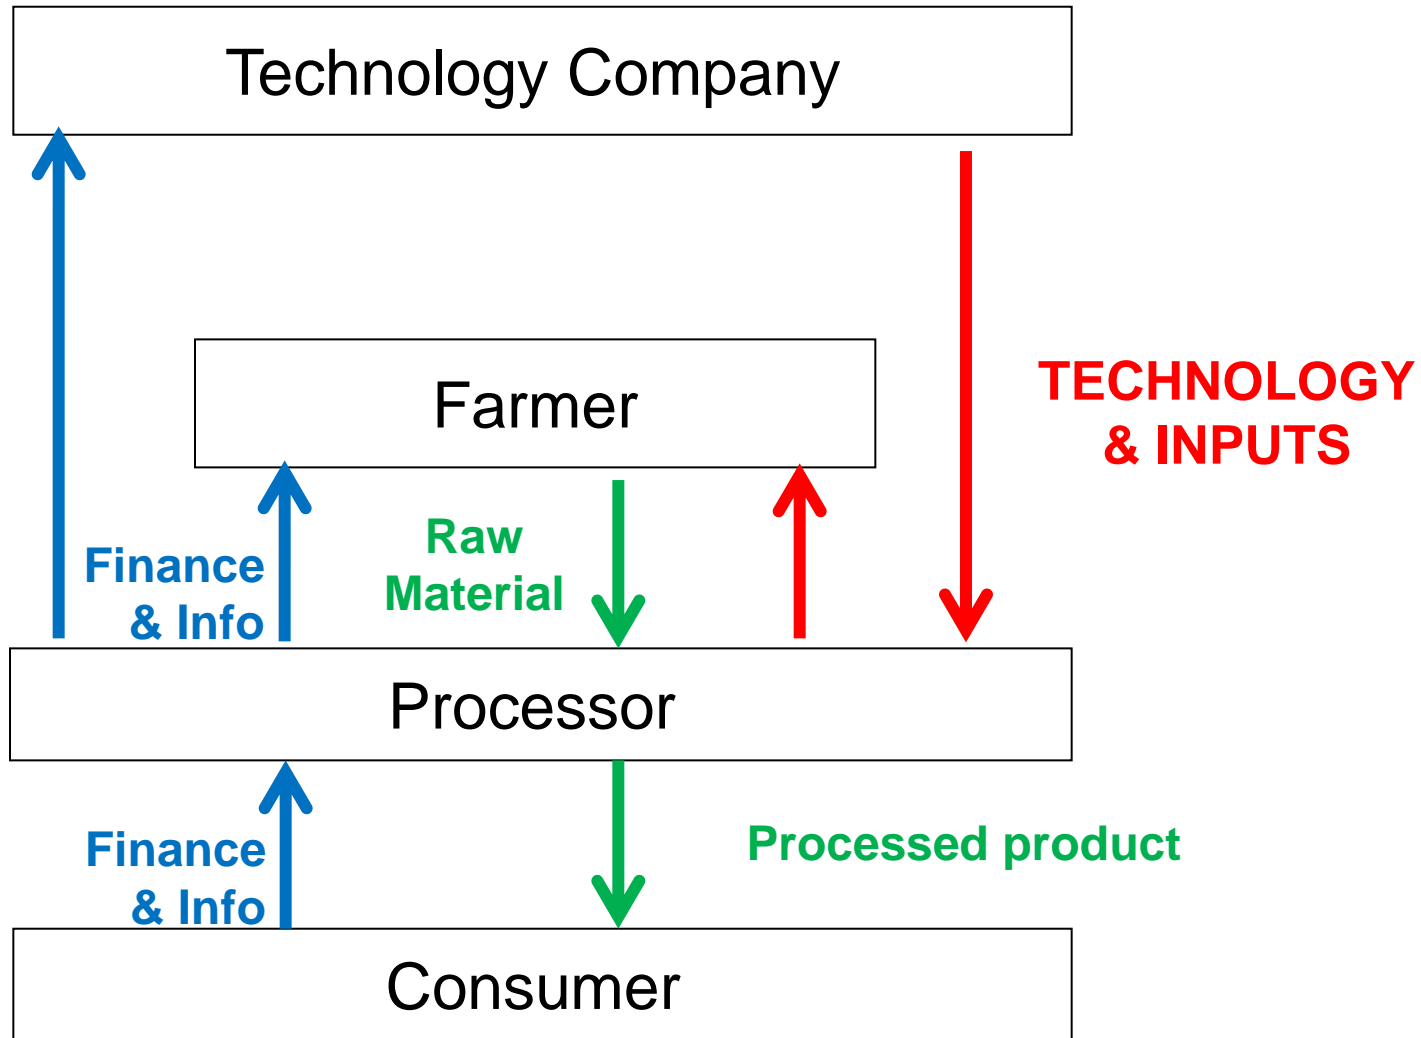 Technology Company
Farmer
TECHNOLOGY
& INPUTS
Finance
& Info
Raw
Material
Processor
Finance
& Info
Processed product
Consumer